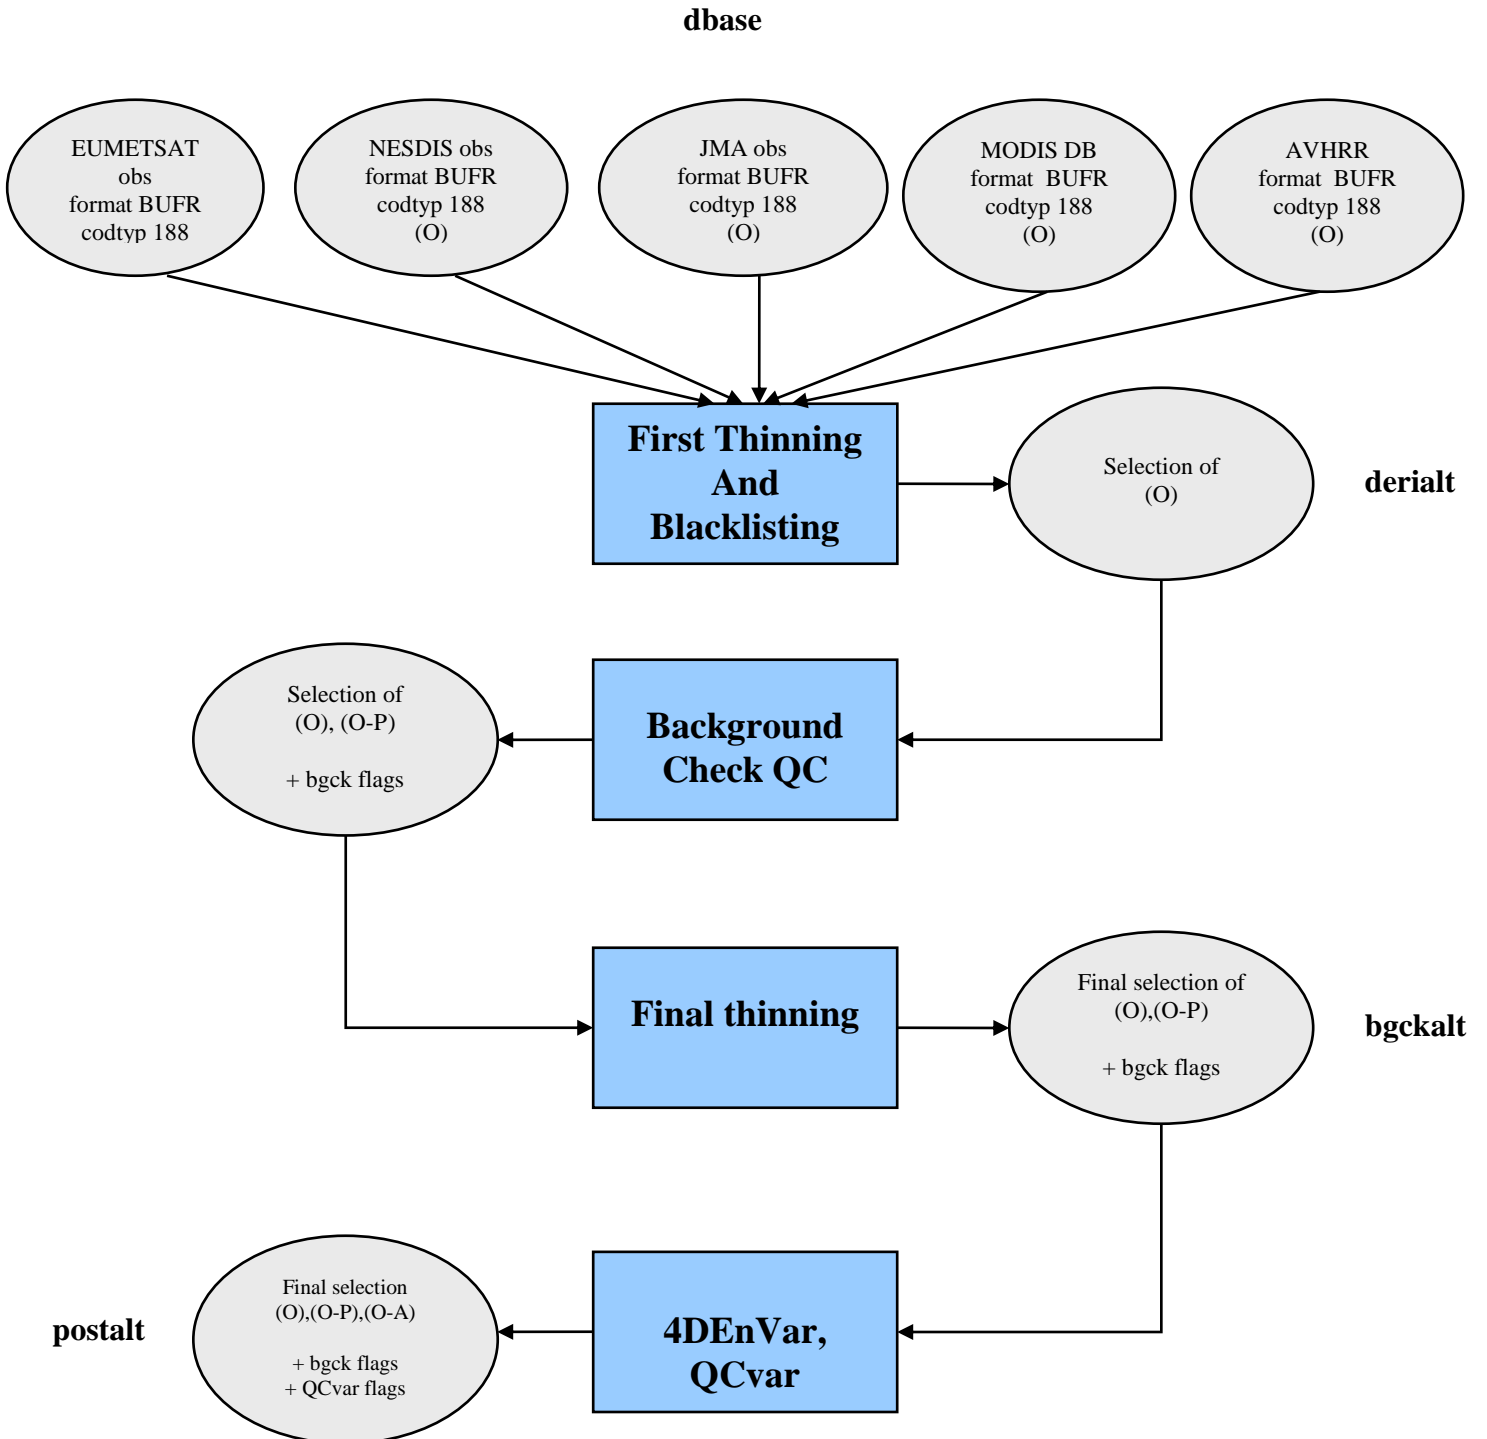 dbase
EUMETSAT
obs
format BUFR
codtyp 188
NESDIS obs
format BUFR
codtyp 188
(O)
JMA obs
format BUFR
codtyp 188
(O)
MODIS DB
format BUFR
codtyp 188
(O)
AVHRR
format BUFR
codtyp 188
(O)
First Thinning
And
Blacklisting
Selection of
(O)
derialt
Selection of
(O), (O-P)
+ bgck flags
Background
Check QC
Final thinning
Final selection of
(O),(O-P)
+ bgck flags
bgckalt
postalt
Final selection
(O),(O-P),(O-A)
+ bgck flags
+ QCvar flags
4DEnVar,
QCvar